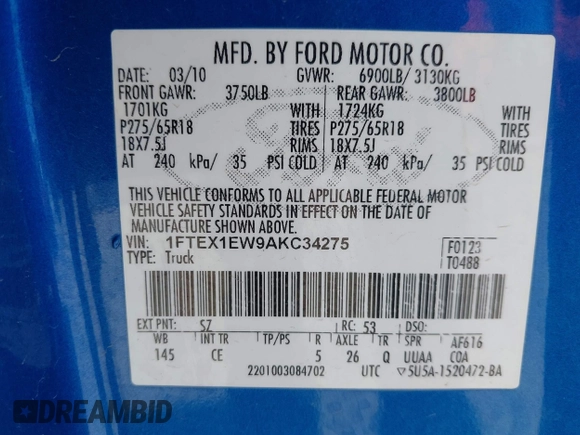 MFD. BY FORD MOTOR CO.
DATE: 03/10 GVWR: 6900LB/ 3130KG
FRONT GAWR: 3750LB REAR GAWR: 3800LB
1701KG WITH 1724KG WITH
P275/65R18 TIRES P275/65R18 TIRES
18X7.5J RIMS 18X7.5J RIMS
AT 240 kPa/ 35 PSI COLD AT 240 kPa/ 35 PSI COLD
THIS VEHICLE CONFORMS TO ALL APPLICABLE FEDERAL MOTOR
VEHICLE SAFETY STANDARDS IN EFFECT ON THE DATE OF
MANUFACTURE SHOWN ABOVE.
VIN: 1FTEX1EW9AKC34275 F0123
TYPE: Truck T0488
EXT PNT: SZ RC: 53 DSO:
WB INT TR TP/PS R AXLE TR SPR AF616
145 CE 5 26 Q UUAA COA
2201003084702 UTC ▽5U5A-1520472-BA
Ford
DREAMBID